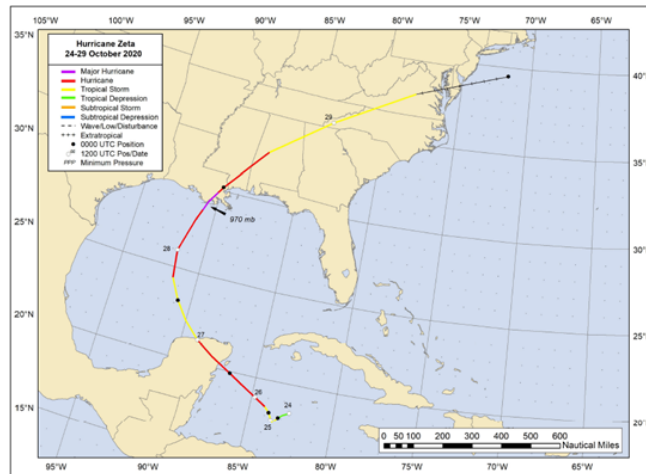 105°W 100°W 95°W 90°W 85°W 80°W 75°W 70°W 65°W
Hurricane Zeta
24-29 October 2020
Major Hurricane
Hurricane
Tropical Storm
Tropical Depression
Subtropical Storm
Subtropical Depression
Wave/Low/Disturbance
Extratropical
0000 UTC Position
1200 UTC Pos/Date
PPP Minimum Pressure
35°N
40°N
29
30°N
35°N
25°N
970 mb
28
30°N
20°N
27
25°N
15°N
26
24
25
20°N
0 50 100 200 300 400 500 600
Nautical Miles
95°W 90°W 85°W 80°W 75°W 70°W 65°W